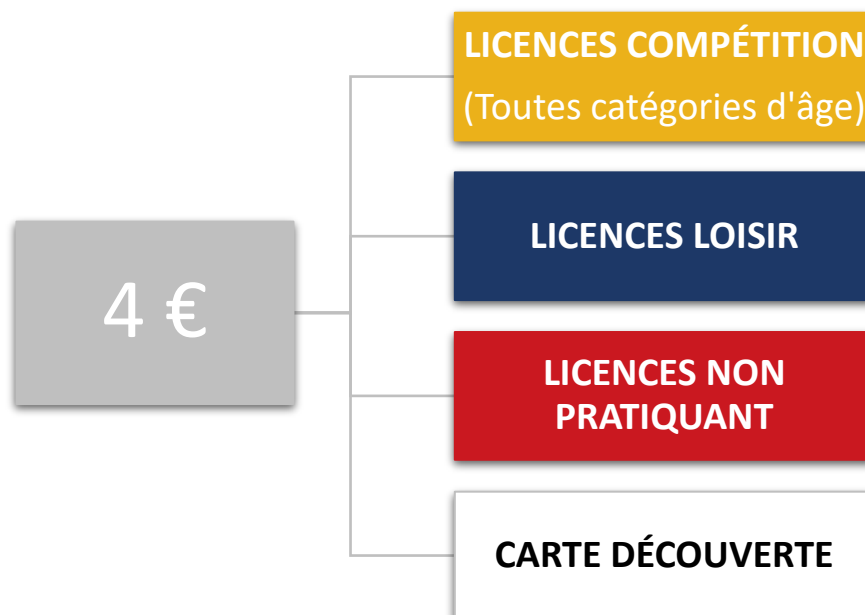 4 €
LICENCES COMPÉTITION
(Toutes catégories d'âge)
LICENCES LOISIR
LICENCES NON
PRATIQUANT
CARTE DÉCOUVERTE